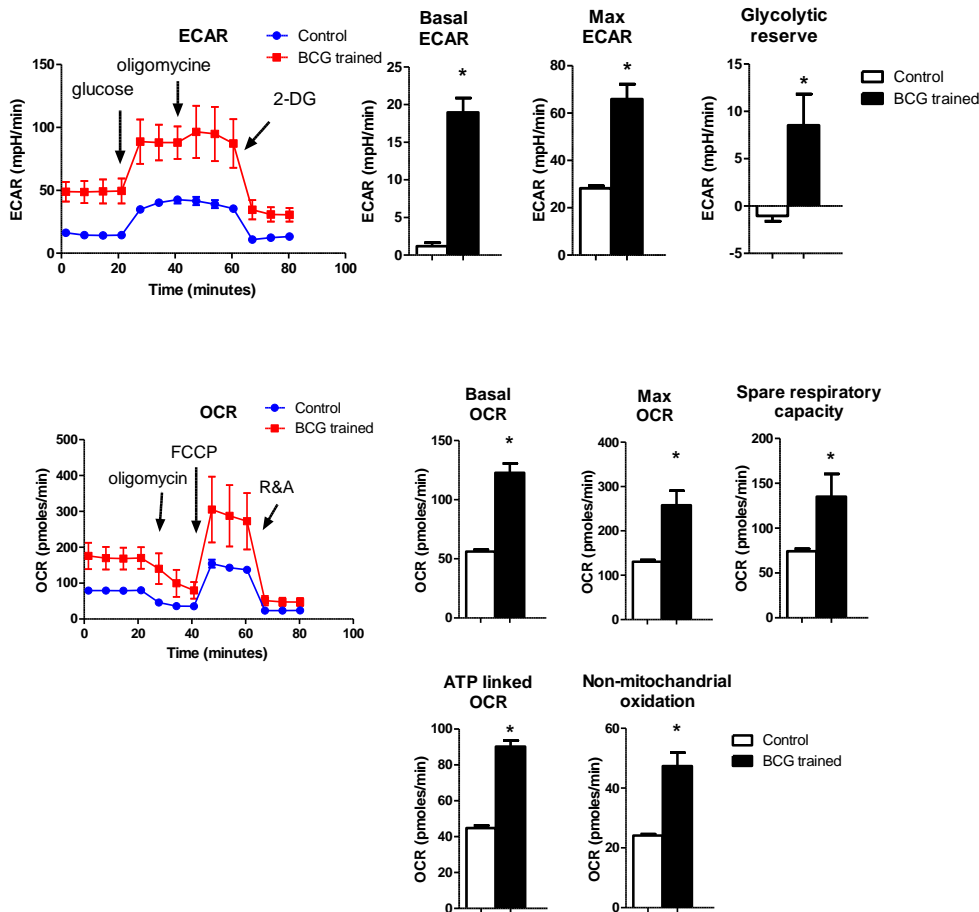 ECAR
Control
BCG trained
oligomycine
glucose
2-DG
ECAR (mpH/min)
150
100
50
0
0 20 40 60 80 100
Time (minutes)
Basal
ECAR
ECAR (mpH/min)
25
20
15
10
5
0
*
Max
ECAR
ECAR (mpH/min)
80
60
40
20
0
*
Glycolytic
reserve
ECAR (mpH/min)
15
10
5
0
-5
*
Control
BCG trained
OCR
Control
BCG trained
FCCP
oligomycin
R&A
OCR (pmoles/min)
500
400
300
200
100
0
0 20 40 60 80 100
Time (minutes)
Basal
OCR
OCR (pmoles/min)
150
100
50
0
*
Max
OCR
OCR (pmoles/min)
400
300
200
100
0
*
Spare respiratory
capacity
OCR (pmoles/min)
200
150
100
50
0
*
ATP linked
OCR
OCR (pmoles/min)
100
80
60
40
20
0
*
Non-mitochandrial
oxidation
OCR (pmoles/min)
60
40
20
0
*
Control
BCG trained